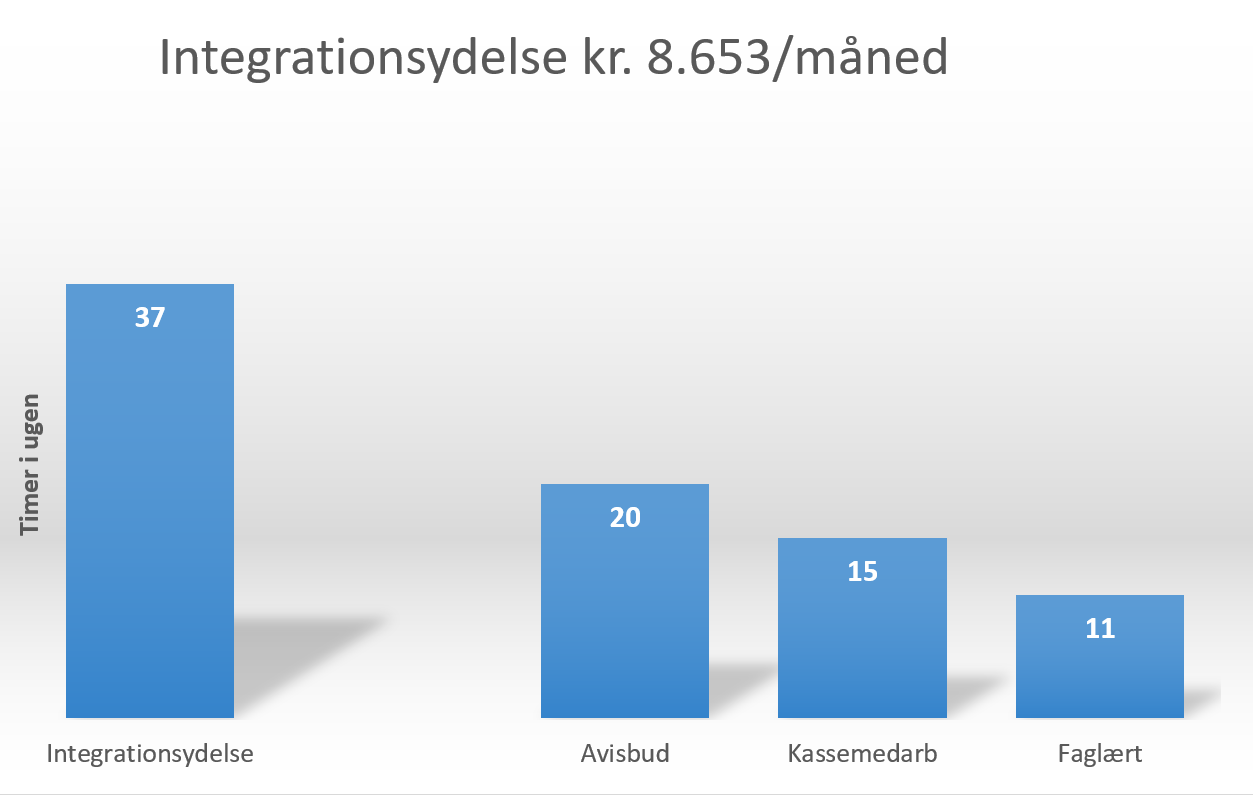 Integrationsydelse kr. 8.653/måned
Timer i ugen
37
20
15
11
Integrationsydelse
Avisbud
Kassemedarb
Faglært